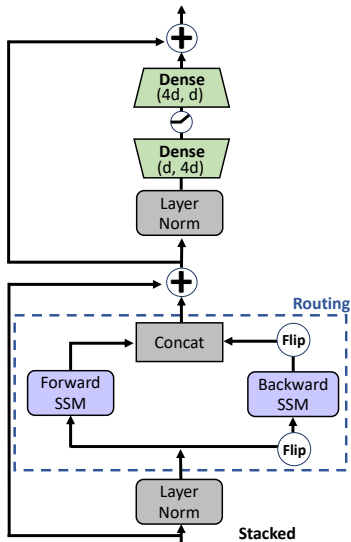 Dense
(4d, d)
Dense
(d, 4d)
Layer
Norm
Routing
Concat
Flip
Forward
SSM
Backward
SSM
Flip
Layer
Norm
Stacked